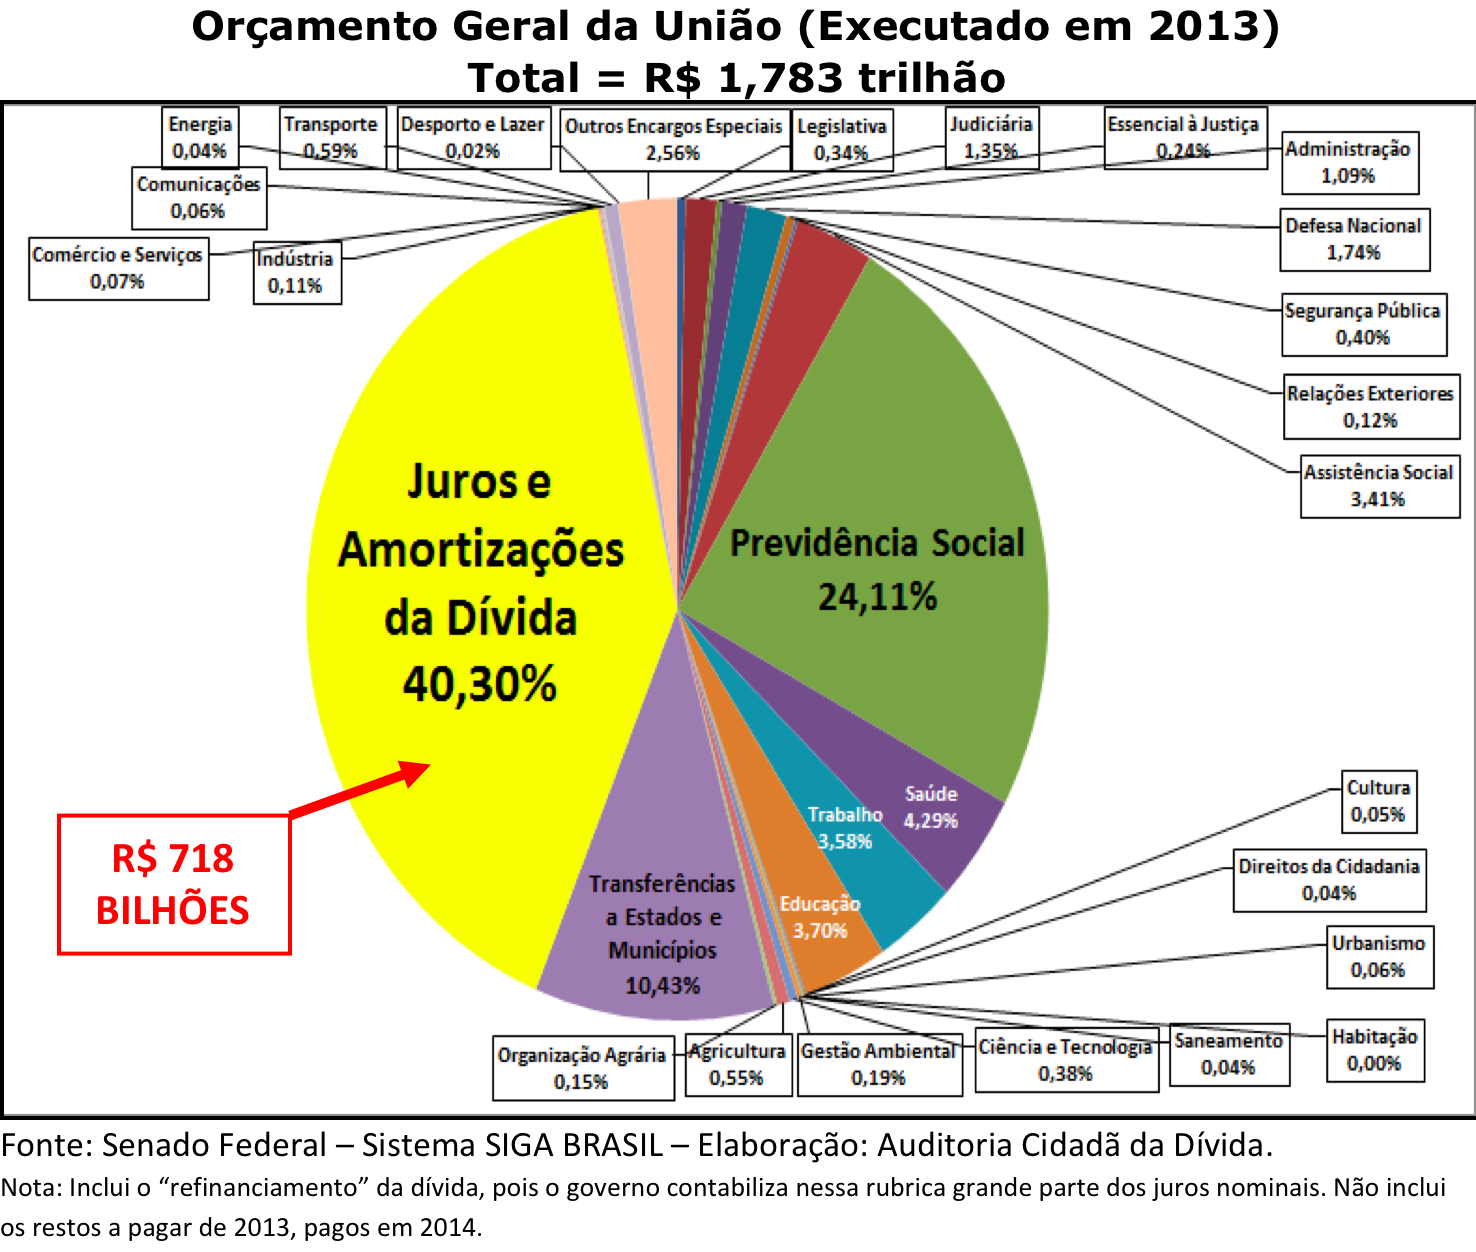 Orçamento Geral da União (Executado em 2013)
Total = R$ 1,783 trilhão
Energia
0,04%
Transporte
0,59%
Desporto e Lazer
0,02%
Outros Encargos Especiais
2,56%
Legislativa
0,34%
Judiciária
1,35%
Essencial à Justiça
0,24%
Administração
1,09%
Comunicações
0,06%
Defesa Nacional
1,74%
Comércio e Serviços
0,07%
Indústria
0,11%
Segurança Pública
0,40%
Relações Exteriores
0,12%
Assistência Social
3,41%
Juros e
Amortizações
da Dívida
40,30%
Previdência Social
24,11%
R$ 718
BILHÕES
Saúde
4,29%
Trabalho
3,58%
Educação
3,70%
Transferências
a Estados e
Municípios
10,43%
Cultura
0,05%
Direitos da Cidadania
0,04%
Urbanismo
0,06%
Organização Agrária
0,15%
Agricultura
0,55%
Gestão Ambiental
0,19%
Ciência e Tecnologia
0,38%
Saneamento
0,04%
Habitação
0,00%
Fonte: Senado Federal – Sistema SIGA BRASIL – Elaboração: Auditoria Cidadã da Dívida.
Nota: Inclui o “refinanciamento” da dívida, pois o governo contabiliza nessa rubrica grande parte dos juros nominais. Não inclui
os restos a pagar de 2013, pagos em 2014.